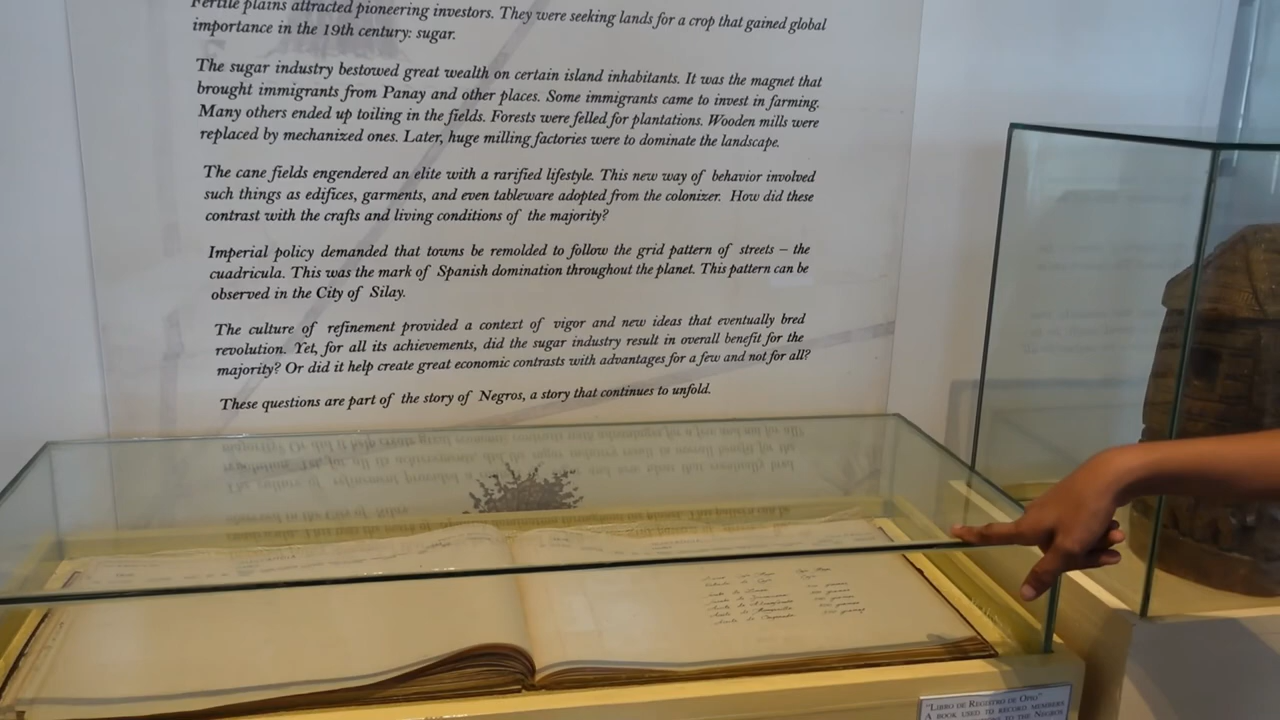 Fertile plains attracted pioneering investors. They were seeking lands for a crop that gained global
importance in the 19th century: sugar.
The sugar industry bestowed great wealth on certain island inhabitants. It was the magnet that
brought immigrants from Panay and other places. Some immigrants came to invest in farming.
Many others ended up toiling in the fields. Forests were felled for plantations. Wooden mills were
replaced by mechanized ones. Later, huge milling factories were to dominate the landscape.
The cane fields engendered an elite with a rarified lifestyle. This new way of behavior involved
such things as edifices, garments, and even tableware adopted from the colonizer. How did these
contrast with the crafts and living conditions of the majority?
Imperial policy demanded that towns be remolded to follow the grid pattern of streets – the
cuadricula. This was the mark of Spanish domination throughout the planet. This pattern can be
observed in the City of Silay.
The culture of refinement provided a context of vigor and new ideas that eventually bred
revolution. Yet, for all its achievements, did the sugar industry result in overall benefit for the
majority? Or did it help create great economic contrasts with advantages for a few and not for all?
These questions are part of the story of Negros, a story that continues to unfold.
"LIBRO DE REGISTRO DE OPIO"
A BOOK USED TO RECORD MEMBERS
TO THE NEGROS